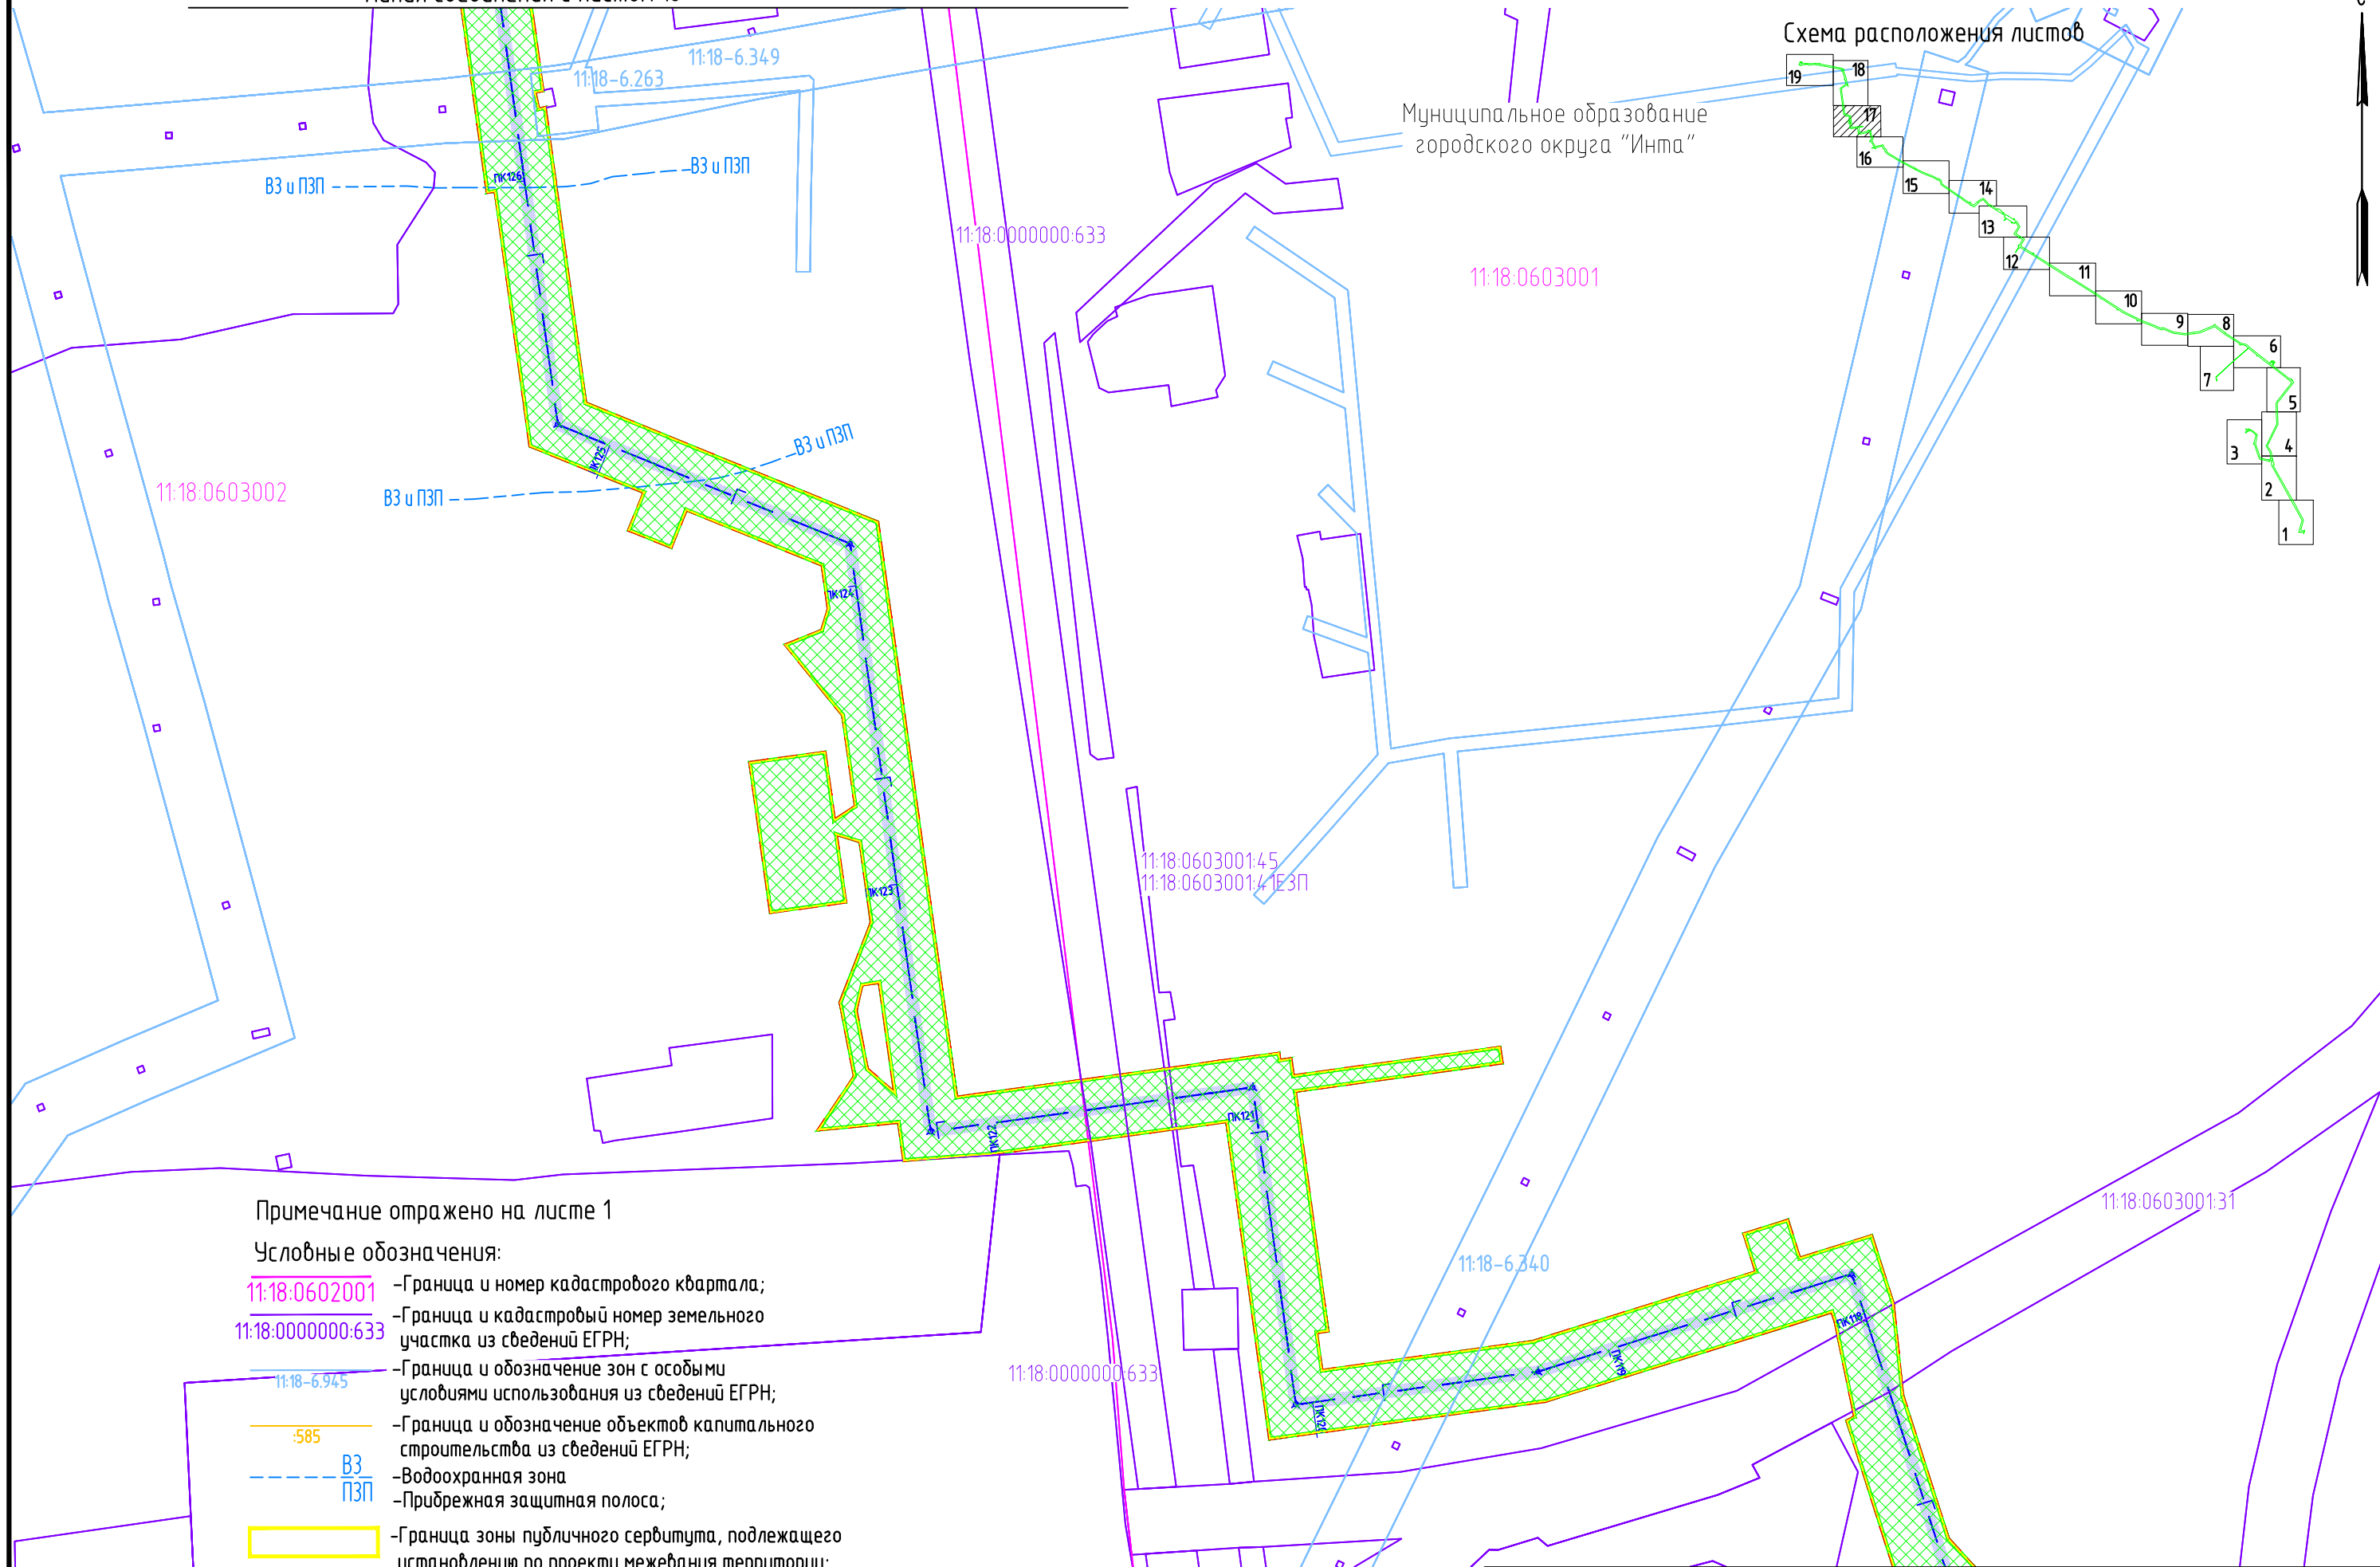 Схема расположения листов
19
18
17
16
15
14
13
12
11
10
9
8
7
6
5
4
3
2
1
11:18-6.349
11:18-6.263
Муниципальное образование
городского округа "Инта"
ВЗ и ПЗП
ВЗ и ПЗП
ПК126
11:18:0000000:633
11:18:0603001
ВЗ и ПЗП
ВЗ и ПЗП
ПК125
11:18:0603002
ПК124
11:18:0603001:45
11:18:0603001:41ЕЗП
ПК123
ПК122
ПК121
11:18:0603001:31
11:18-6.340
ПК118
ПК119
ПК120
11:18:0000000:633
Примечание отражено на листе 1
Условные обозначения:
11:18:0602001
-Граница и номер кадастрового квартала;
11:18:0000000:633
-Граница и кадастровый номер земельного
участка из сведений ЕГРН;
11:18-6.945
-Граница и обозначение зон с особыми
условиями использования из сведений ЕГРН;
:585
-Граница и обозначение объектов капитального
строительства из сведений ЕГРН;
ВЗ
-Водоохранная зона
ПЗП
-Прибрежная защитная полоса;
-Граница зоны публичного сервитута, подлежащего
установлению по проекту межевания территории;